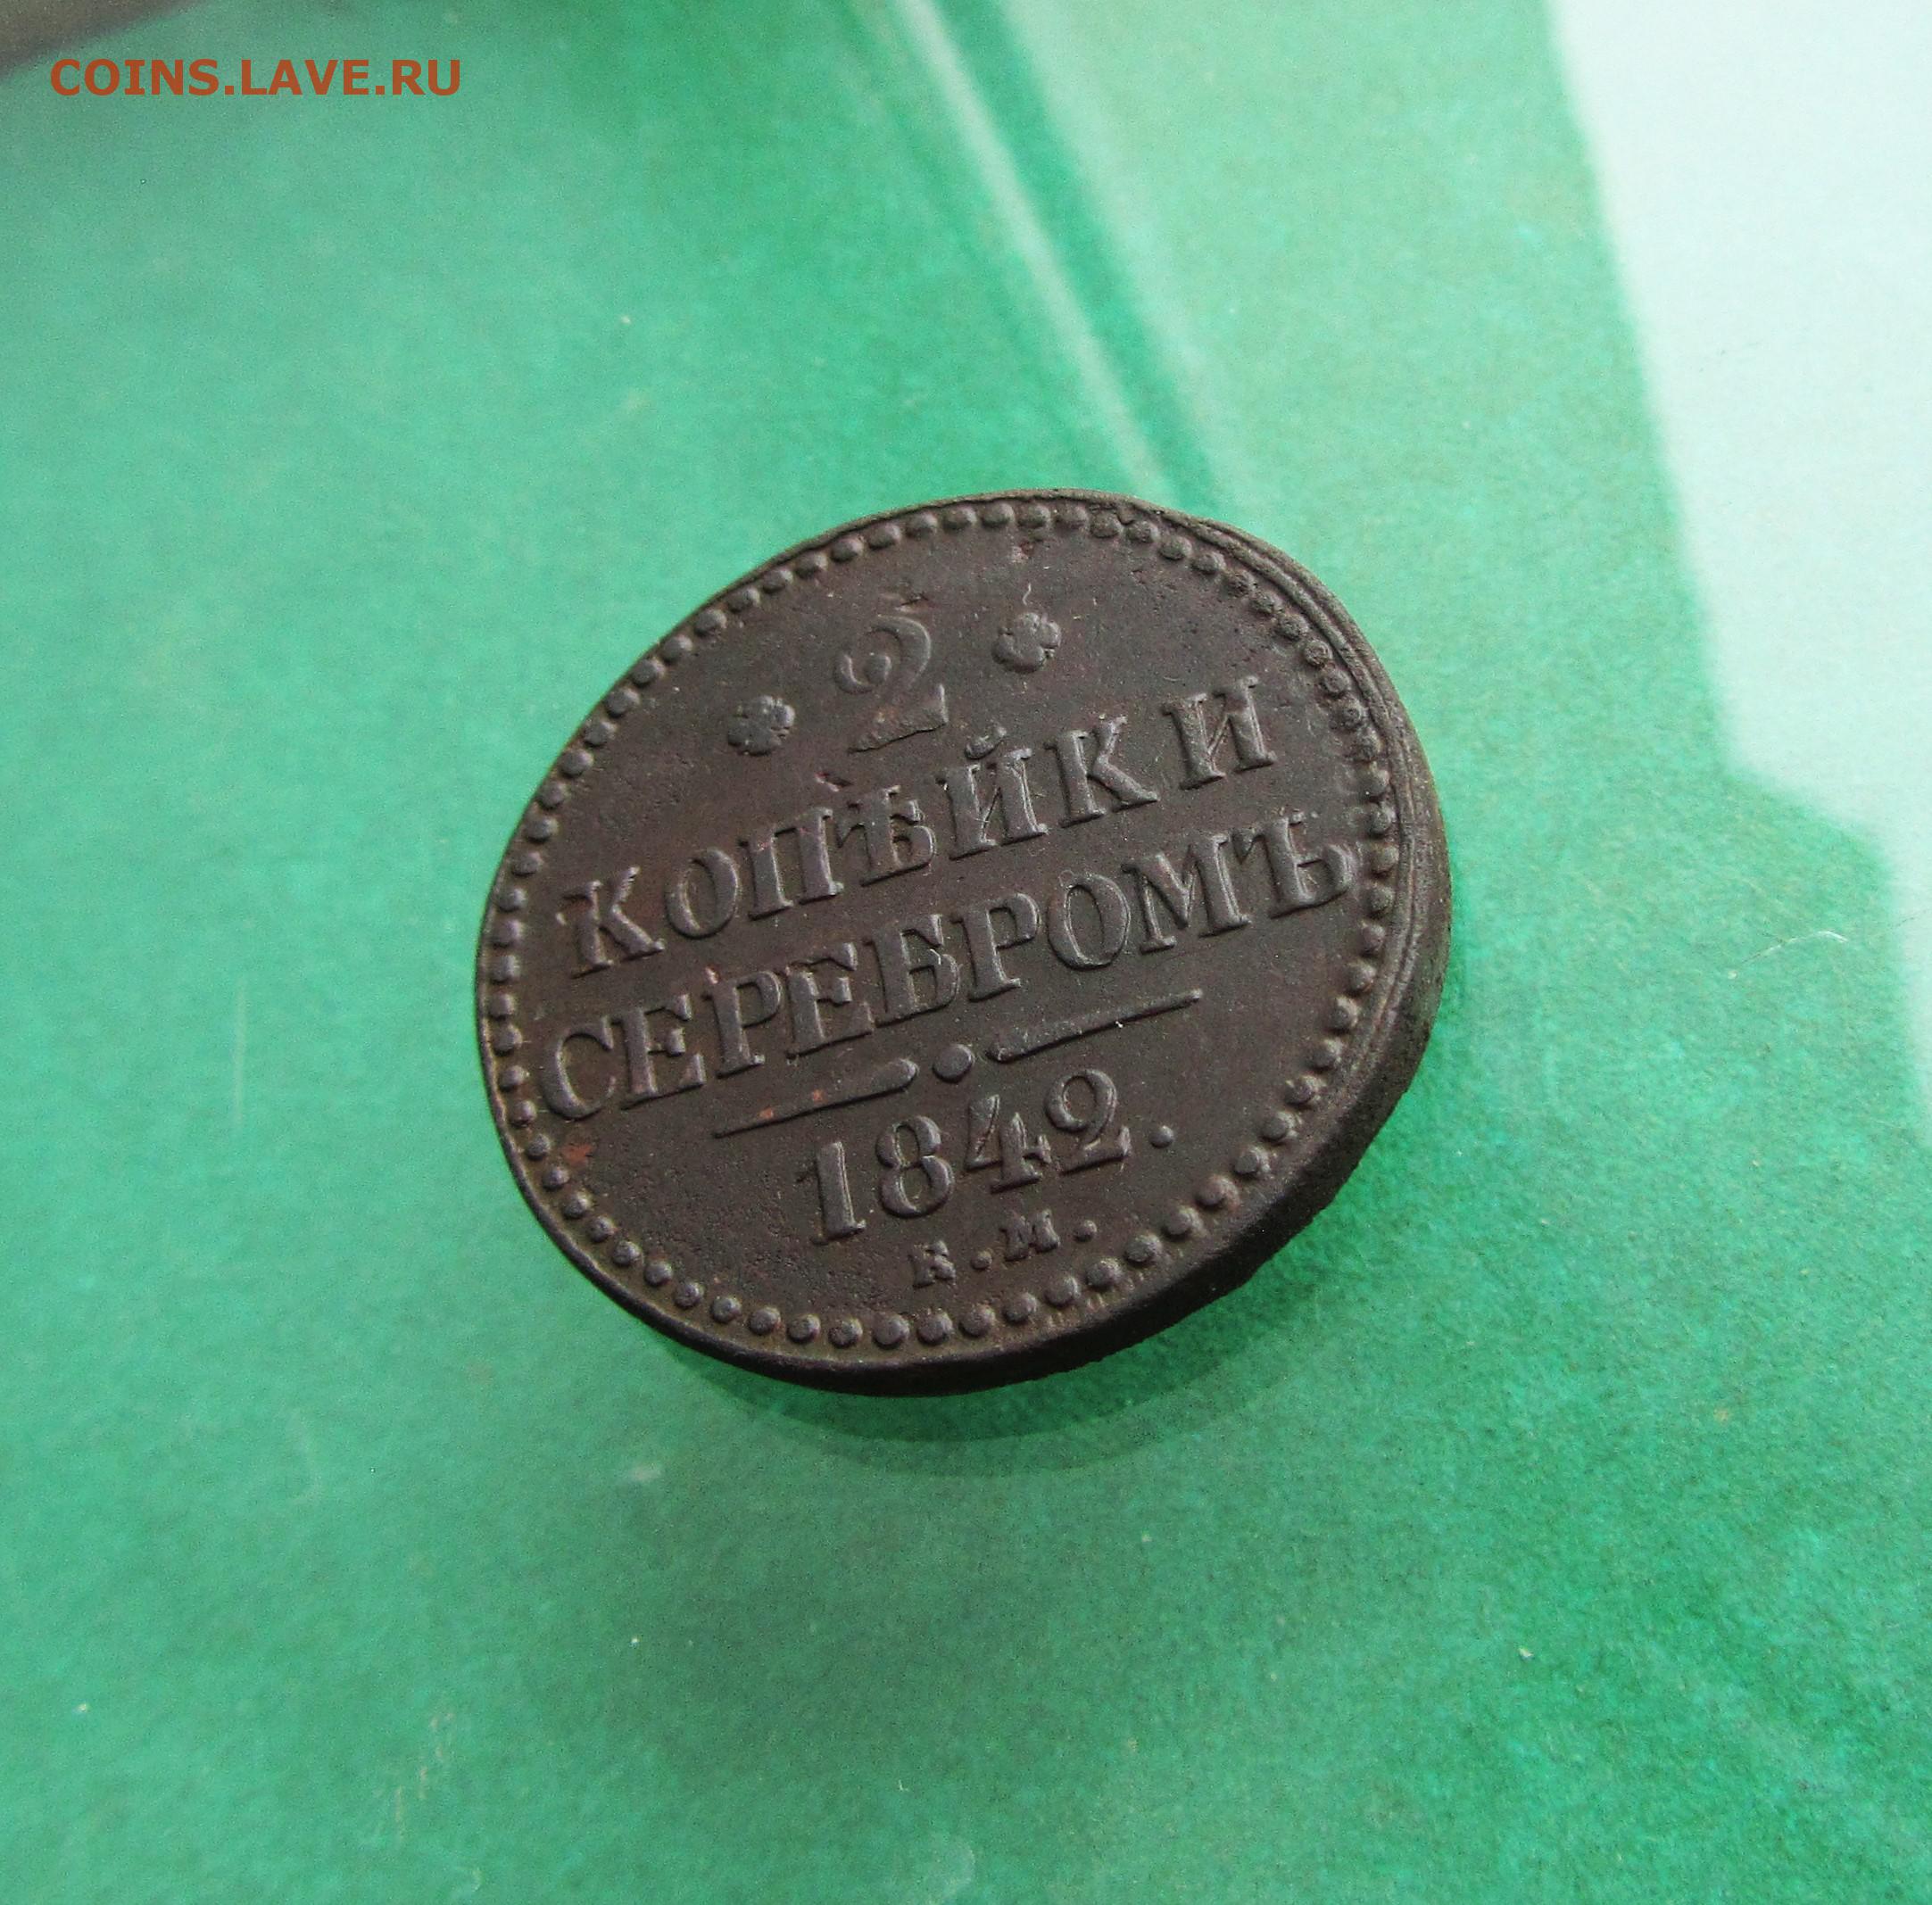 COINS.LAVE.RU
2
КОПѢЙКИ
СЕРЕБРОМЪ
1842.
Е.М.